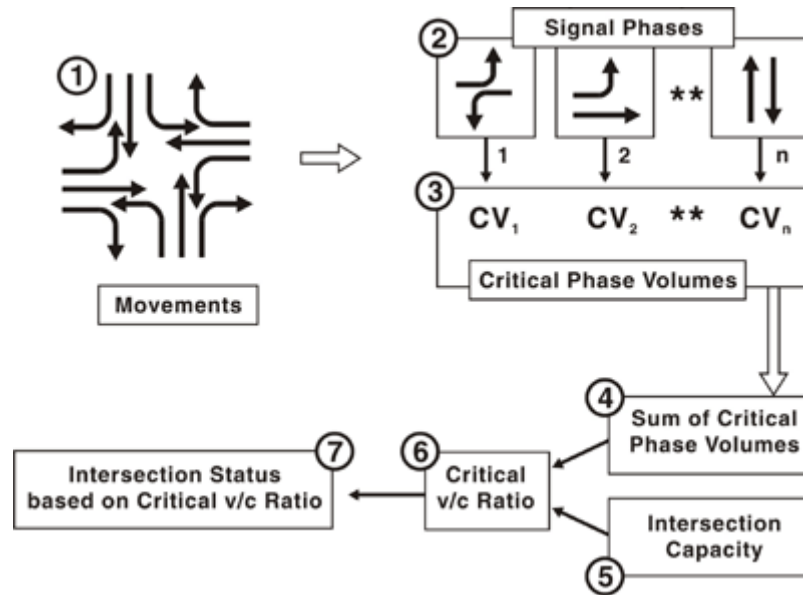 1
Movements
2
Signal Phases
**
1
2
n
3
CV₁ CV₂ ** CVₙ
Critical Phase Volumes
4
Sum of Critical
Phase Volumes
7
Intersection Status
based on Critical v/c Ratio
6
Critical
v/c Ratio
Intersection
Capacity
5